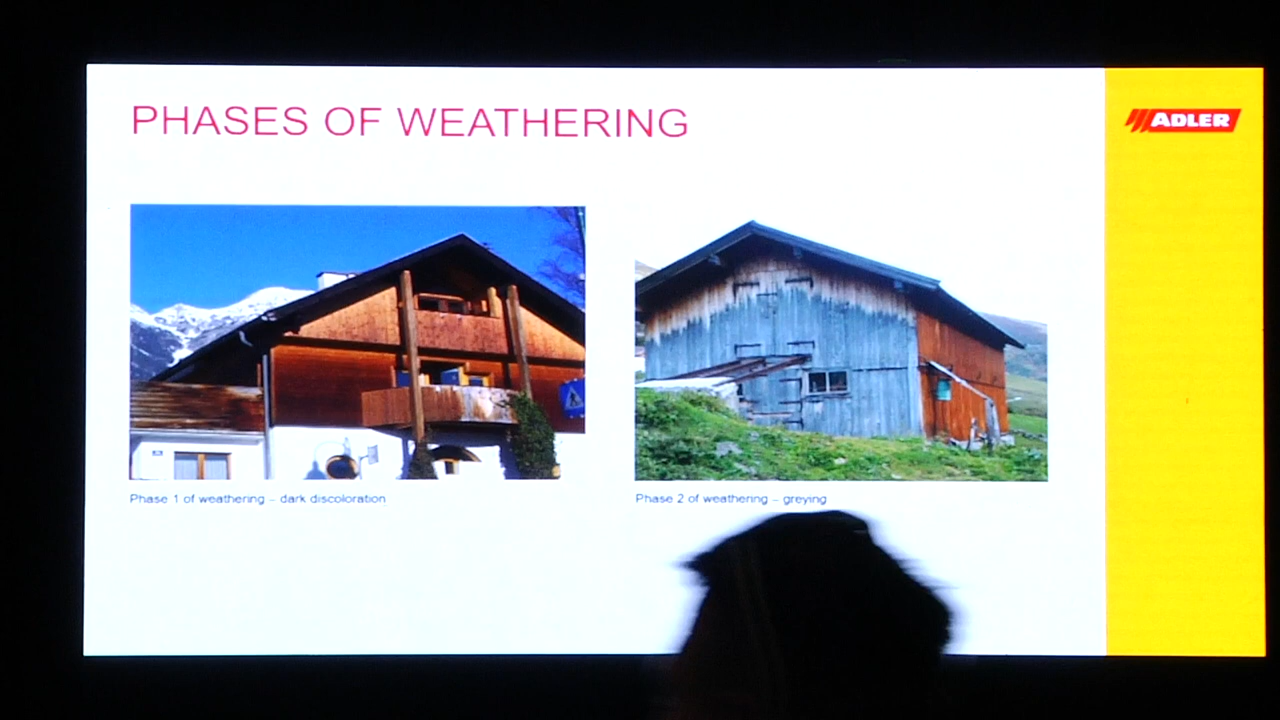 PHASES OF WEATHERING
ADLER
Phase 1 of weathering – dark discoloration
Phase 2 of weathering – greying